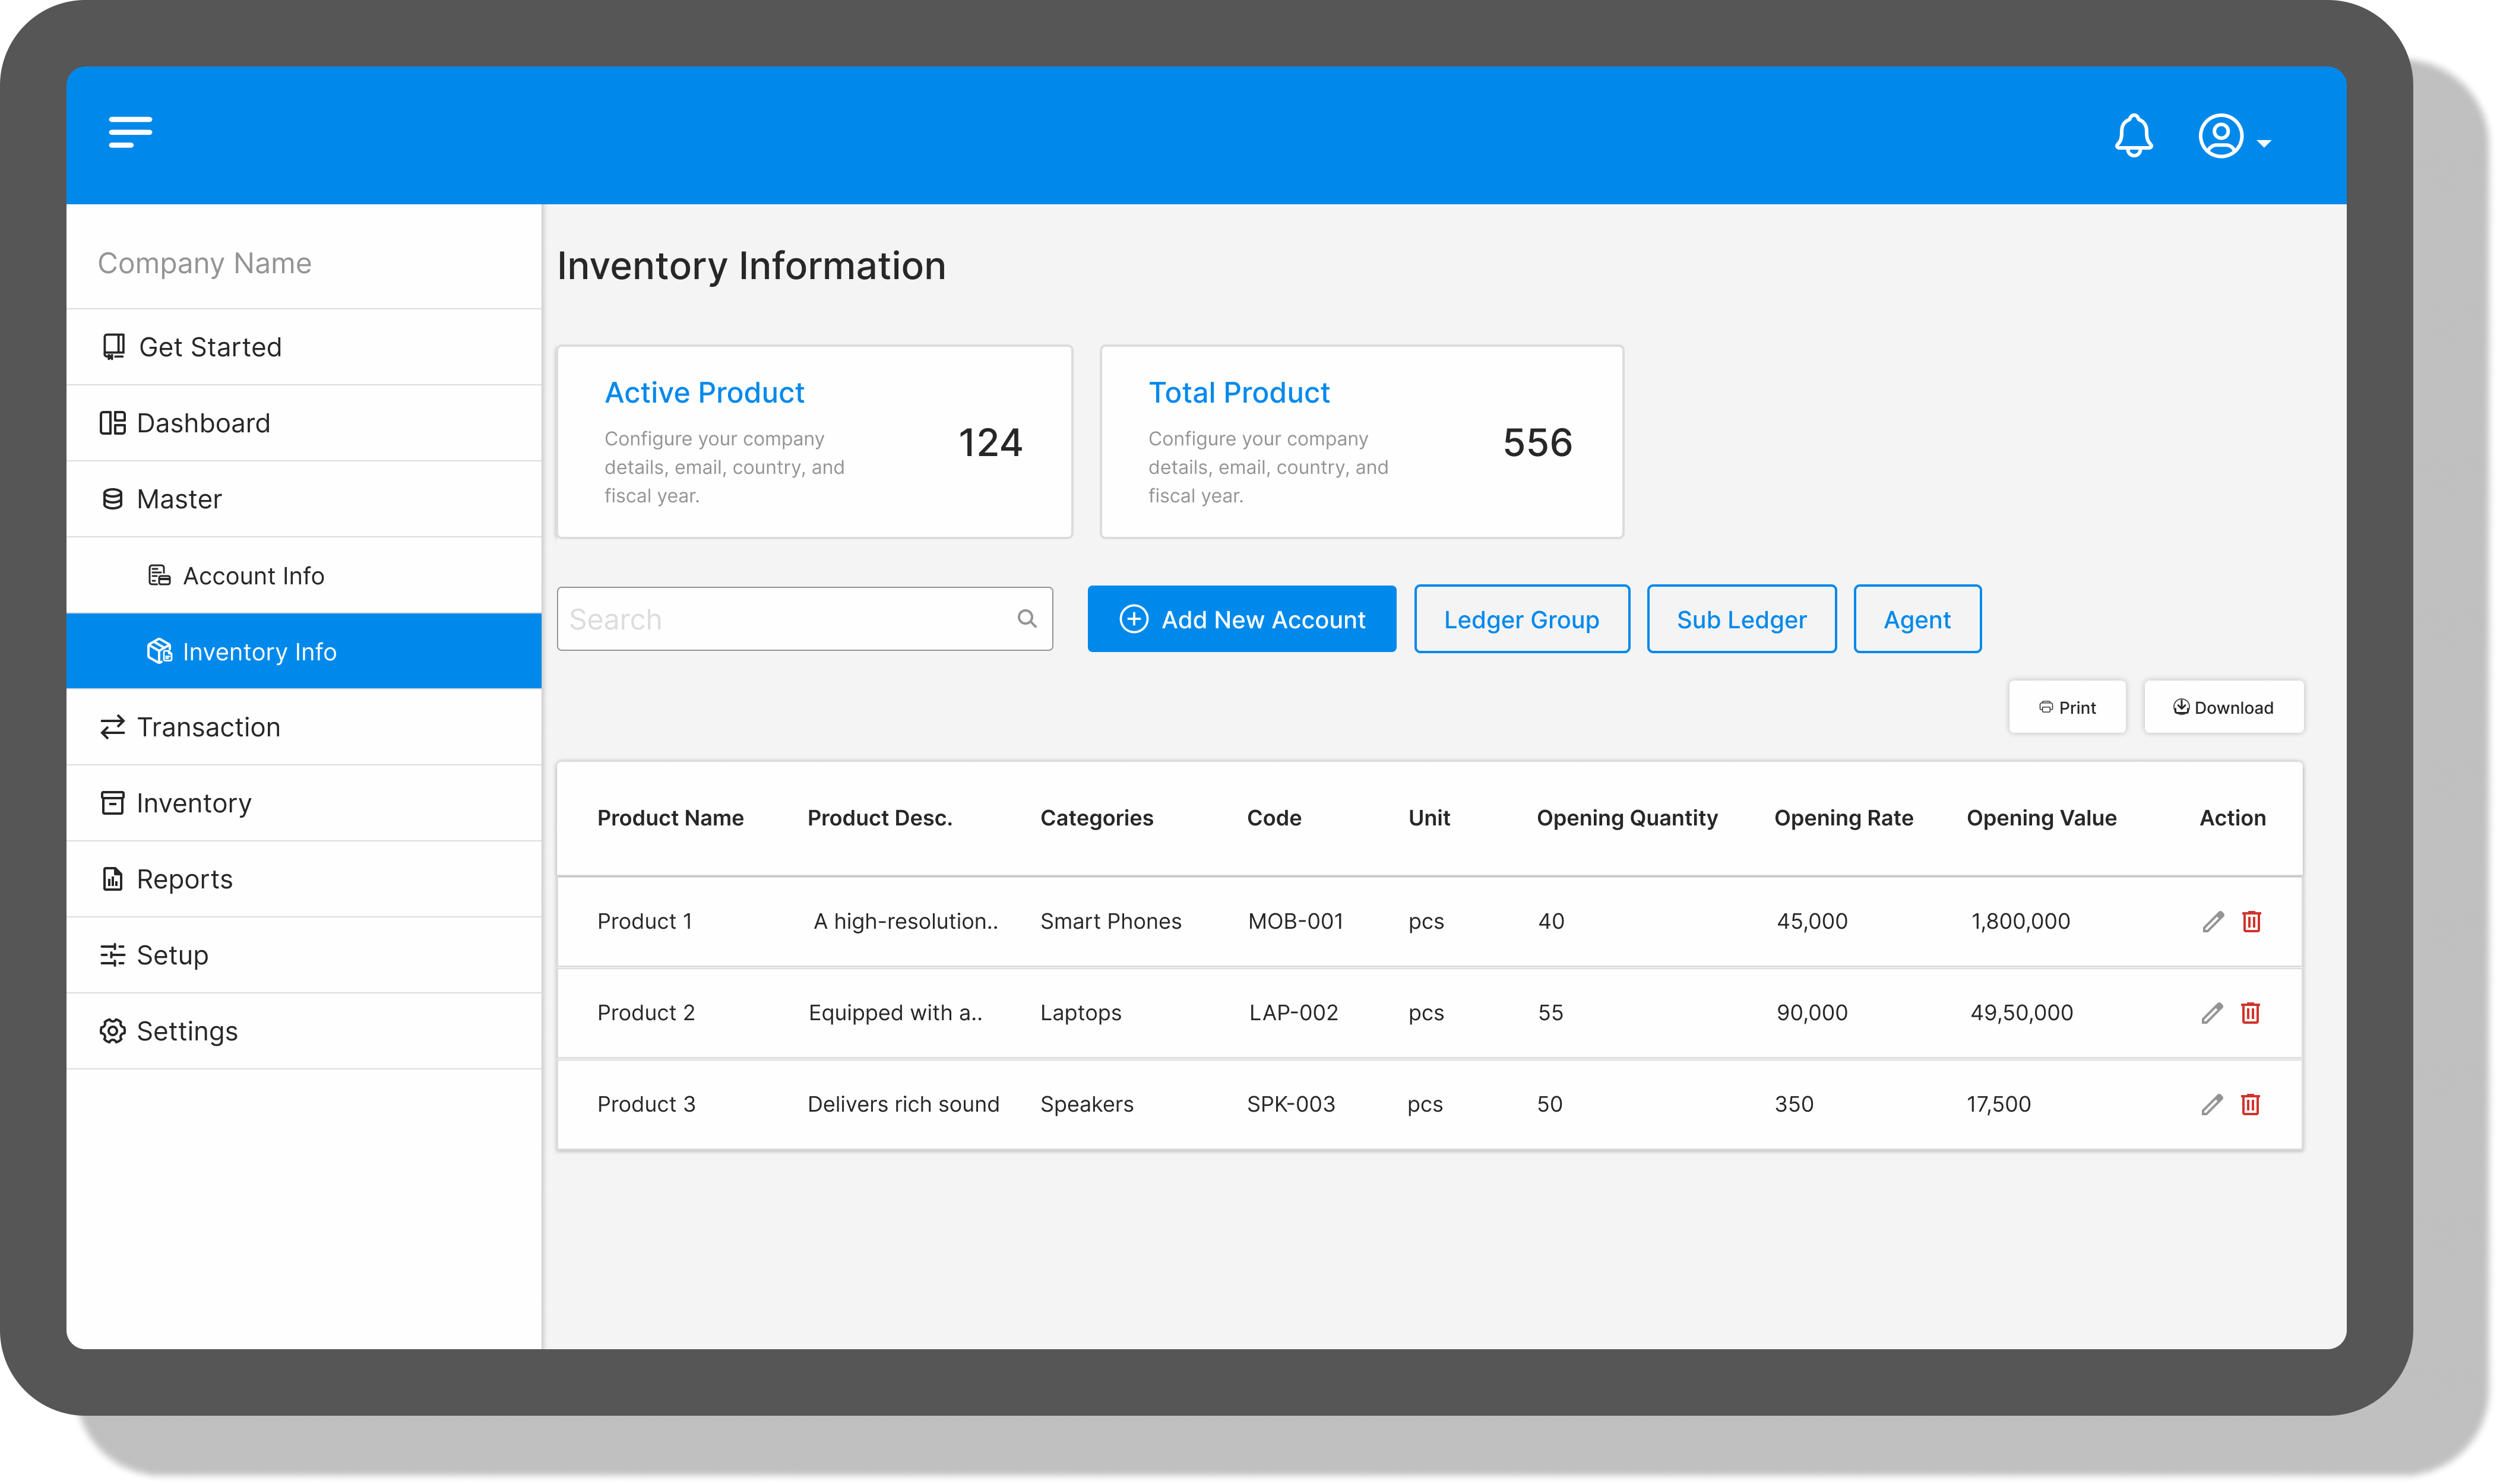 Company Name
Get Started
Dashboard
Master
Account Info
Inventory Info
Transaction
Inventory
Reports
Setup
Settings
Inventory Information
Active Product
Configure your company
details, email, country, and
fiscal year.
124
Total Product
Configure your company
details, email, country, and
fiscal year.
556
Search
Add New Account
Ledger Group
Sub Ledger
Agent
Print
Download
Product Name Product Desc. Categories Code Unit Opening Quantity Opening Rate Opening Value Action
Product 1 A high-resolution.. Smart Phones MOB-001 pcs 40 45,000 1,800,000
Product 2 Equipped with a.. Laptops LAP-002 pcs 55 90,000 49,50,000
Product 3 Delivers rich sound Speakers SPK-003 pcs 50 350 17,500